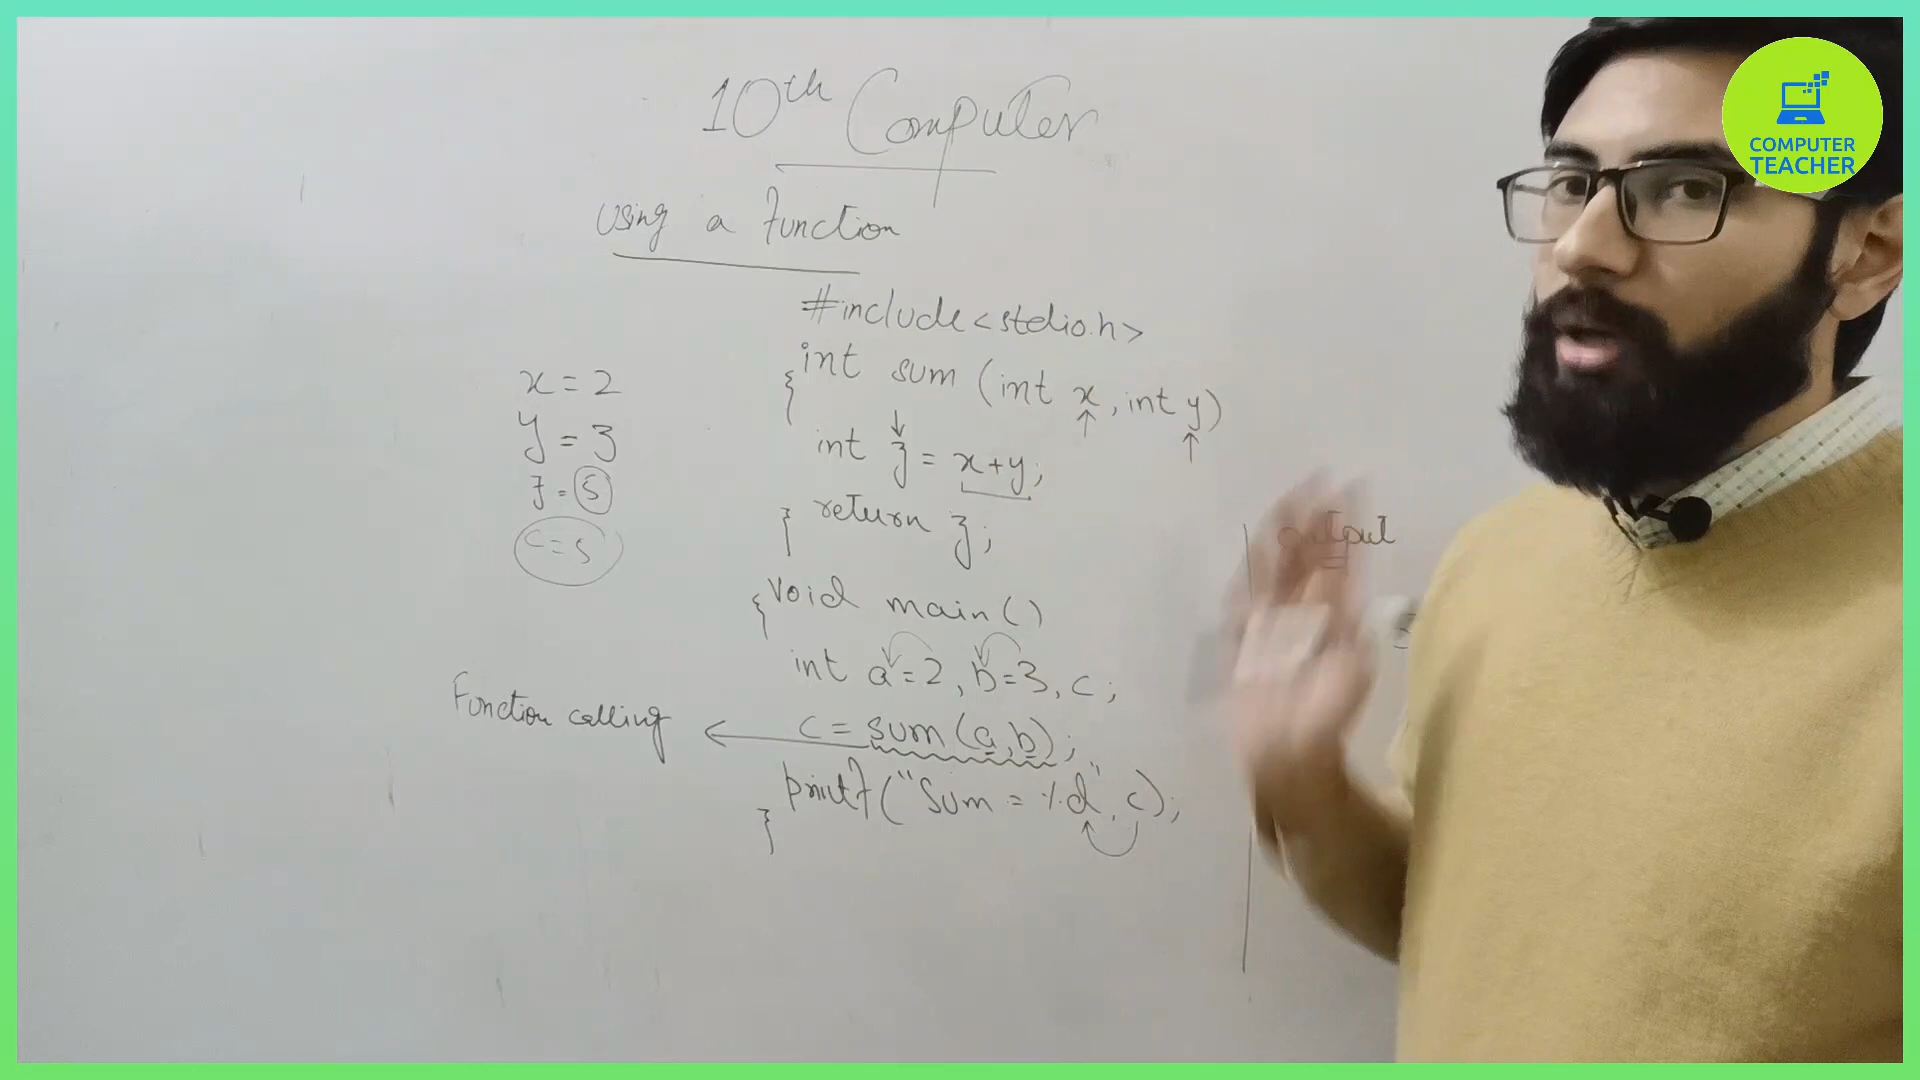 10th Computer
Using a function
#include<stdio.h>
int sum (int x, int y)
{
int z = x+y;
return z;
}
void main()
{
int a=2, b=3, c;
c = sum(a,b);
printf("Sum = %d", c);
}
x = 2
y = 3
z = 5
c = 5
Function calling
output
COMPUTER
TEACHER